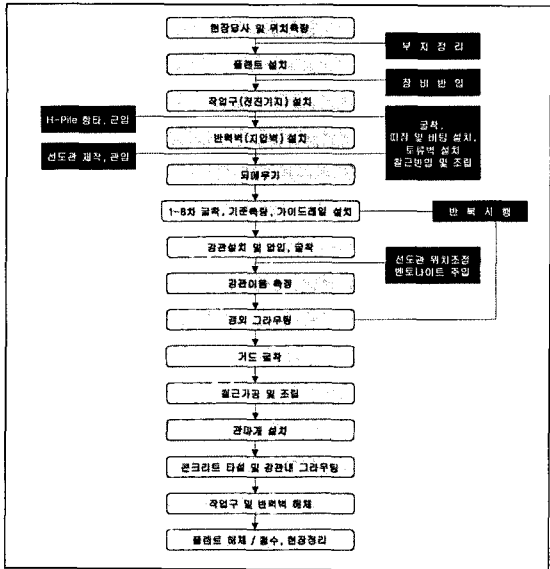 현장답사 및 위치측량
부 지 정 리
플랜트 설치
장 비 반 입
작업구(전진기지) 설치
H-Pile 항타, 근입
굴착,
띠장 및 버팀 설치,
토류벽 설치
철근반입 및 조립
반력벽(지압벽) 설치
선도관 제작, 관입
되메우기
1~8차 굴착, 기준측량, 가이드레일 설치
반 복 시 행
강관설치 및 압입, 굴착
선도관 위치조정
벤토나이트 주입
강관이음 측정
관외 그라우팅
거드 굴착
철근가공 및 조립
관마개 설치
콘크리트 타설 및 강관내 그라우팅
작업구 및 반력벽 해체
플랜트 해체 / 철수, 현장정리